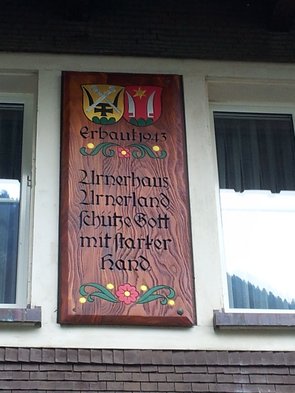 Erbaut 1943
Urnerhaus
Urnerland
schütze Gott
mit starker
Hand